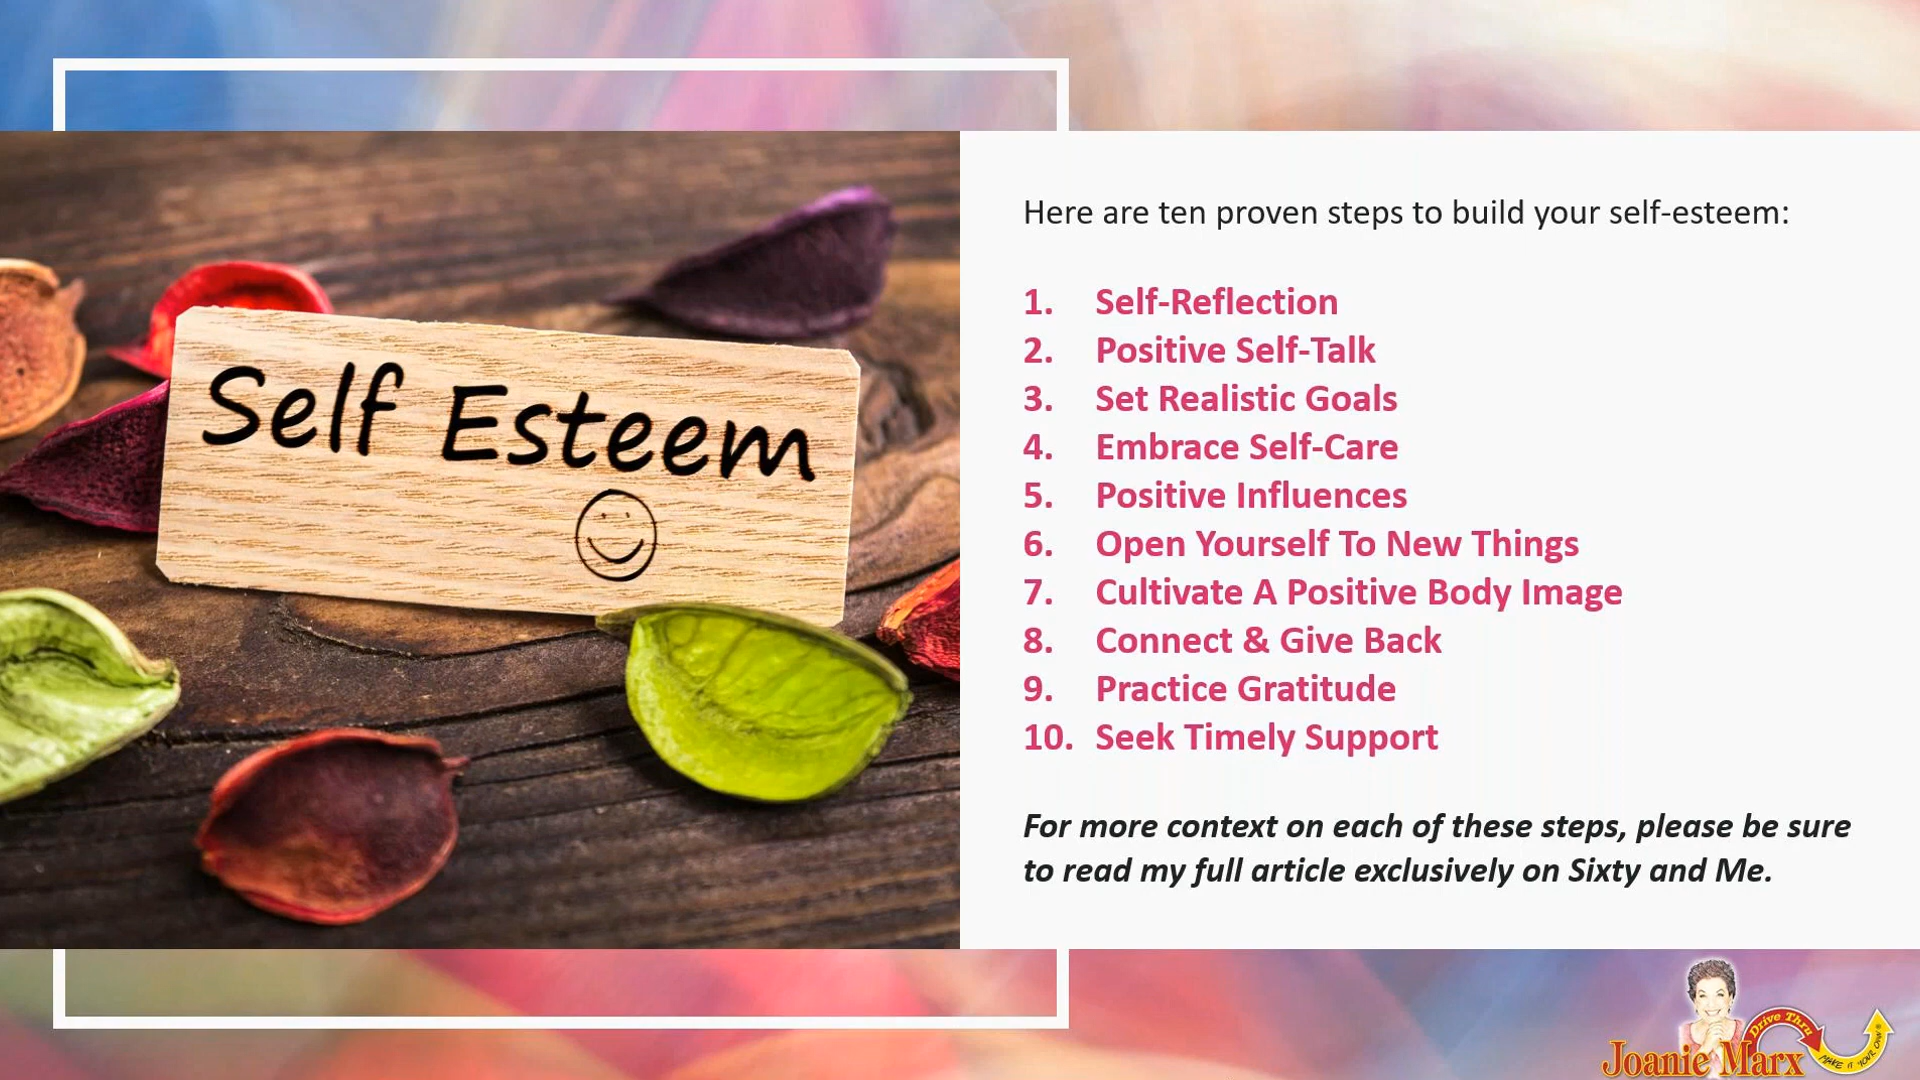 Self Esteem
Here are ten proven steps to build your self-esteem:
1. Self-Reflection
2. Positive Self-Talk
3. Set Realistic Goals
4. Embrace Self-Care
5. Positive Influences
6. Open Yourself To New Things
7. Cultivate A Positive Body Image
8. Connect & Give Back
9. Practice Gratitude
10. Seek Timely Support
For more context on each of these steps, please be sure
to read my full article exclusively on Sixty and Me.
Drive Thru
Joanie Marx
MAKE IT YOUR OWN®